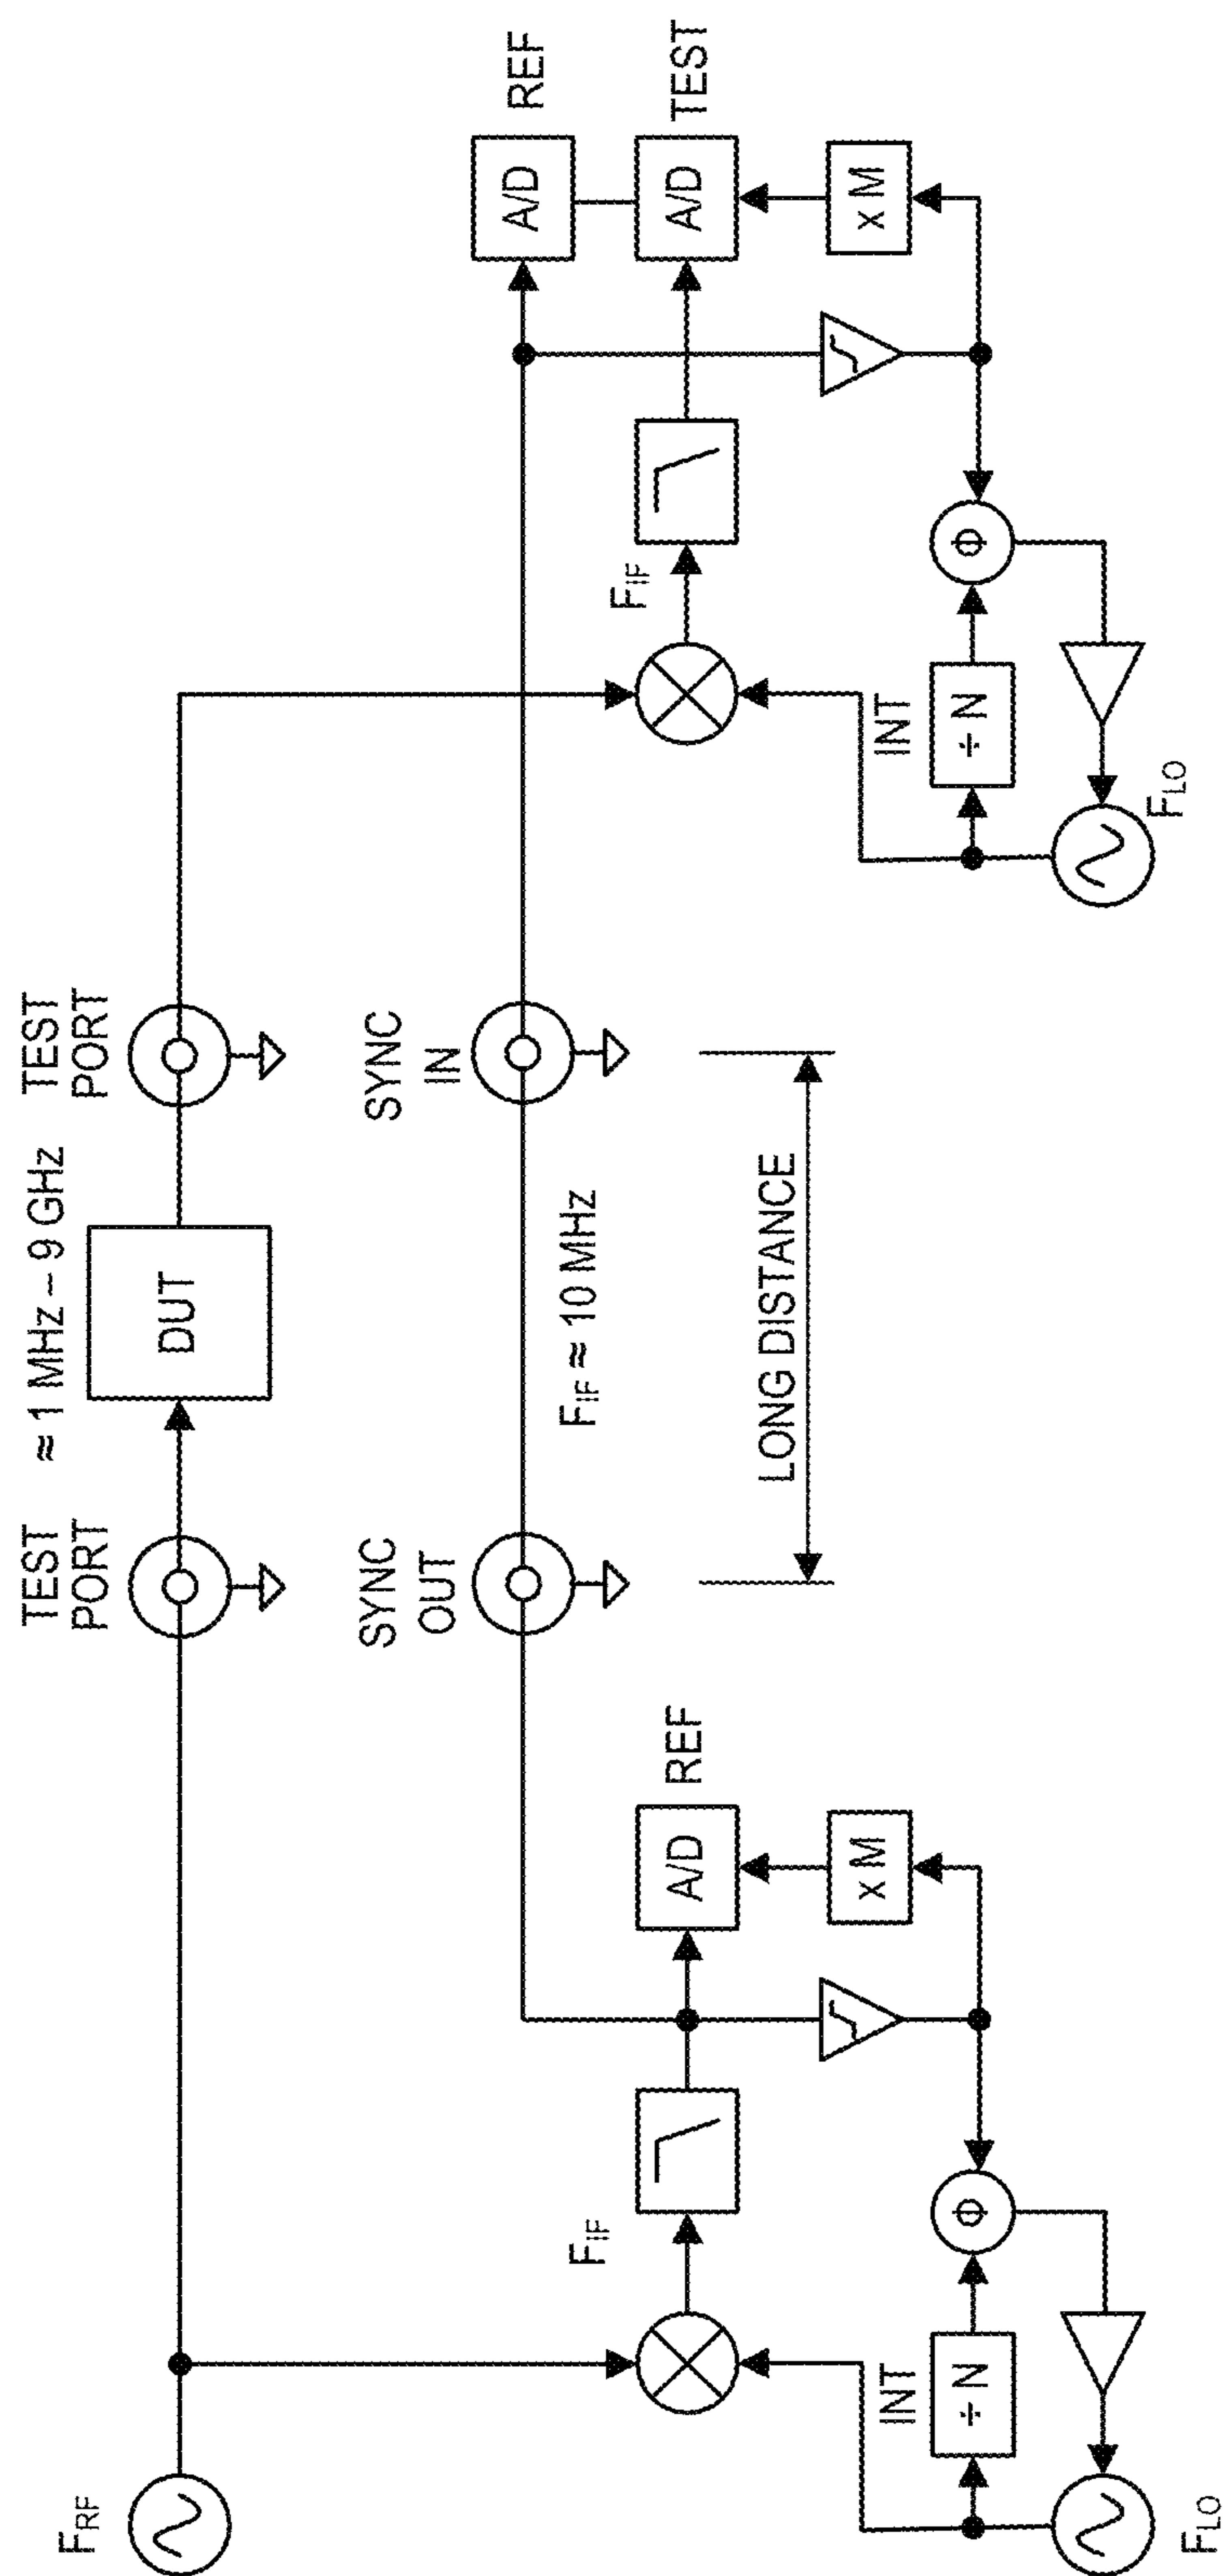 F_RF
TEST
PORT
≈ 1 MHz – 9 GHz
DUT
TEST
PORT
SYNC
OUT
SYNC
IN
F_IF ≈ 10 MHz
LONG DISTANCE
F_IF
A/D
REF
x M
INT
÷ N
Φ
F_LO
A/D
REF
F_IF
A/D
TEST
x M
INT
÷ N
Φ
F_LO